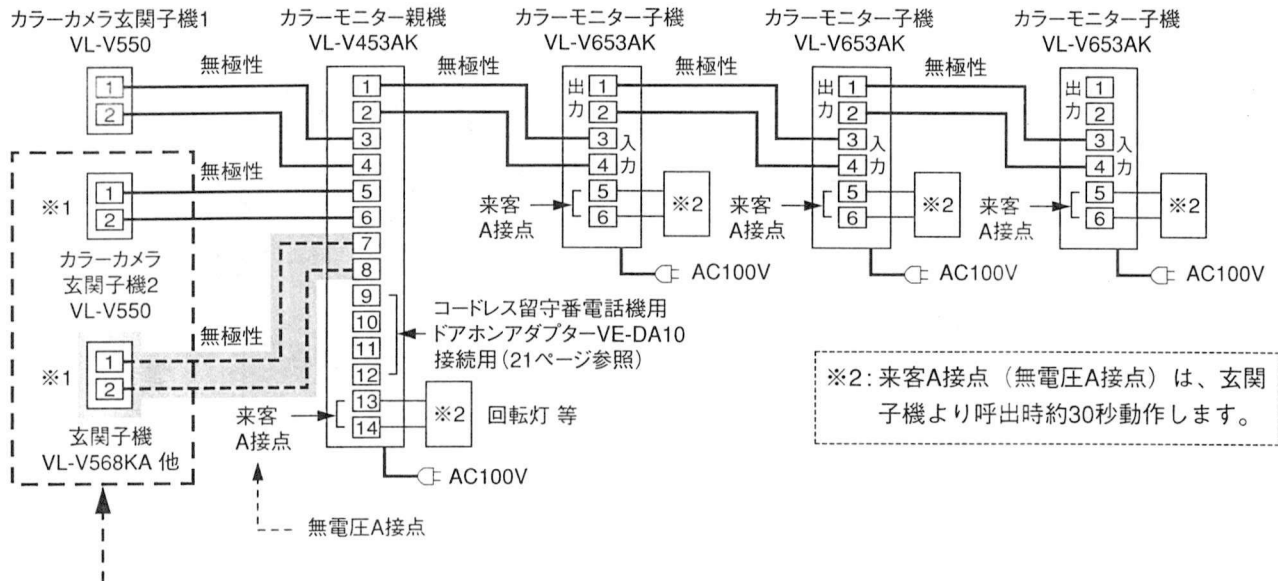 カラーカメラ玄関子機1
VL-V550
カラーモニター親機
VL-V453AK
カラーモニター子機
VL-V653AK
カラーモニター子機
VL-V653AK
カラーモニター子機
VL-V653AK
無極性
無極性
無極性
無極性
無極性
1
2
※1
1
2
カラーカメラ
玄関子機2
VL-V550
※1
1
2
玄関子機
VL-V568KA 他
1
2
3
4
5
6
7
8
9
10
11
12
13
14
コードレス留守番電話機用
ドアホンアダプターVE-DA10
接続用(21ページ参照)
来客
A接点
※2
回転灯 等
AC100V
無電圧A接点
出力
1
2
3
4
入力
5
6
来客
A接点
※2
AC100V
出力
1
2
3
4
入力
5
6
来客
A接点
※2
AC100V
出力
1
2
3
4
入力
5
6
来客
A接点
※2
AC100V
※2: 来客A接点（無電圧A接点）は、玄関
子機より呼出時約30秒動作します。